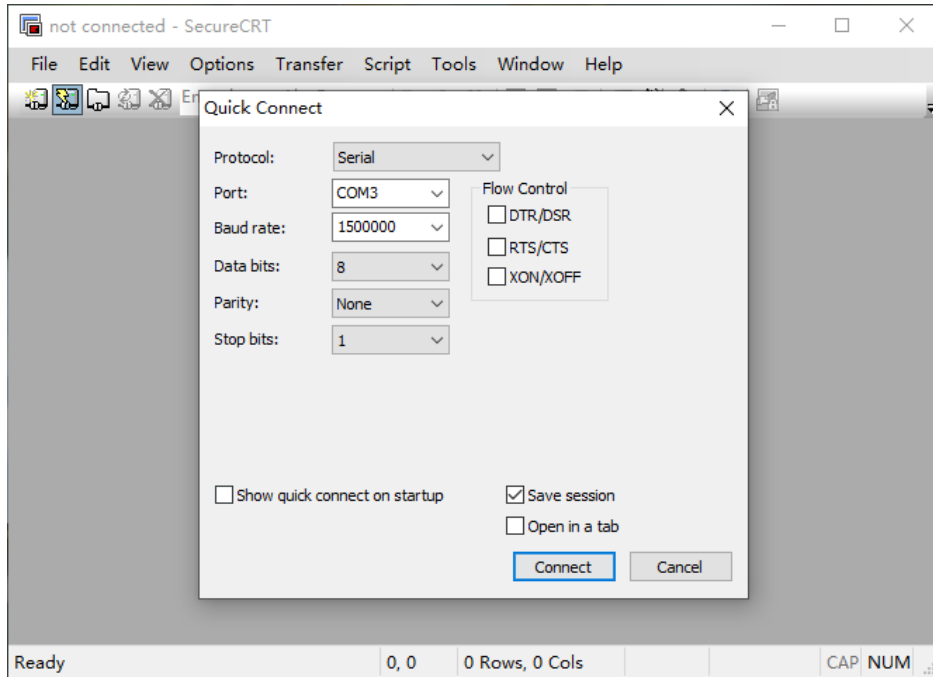 not connected - SecureCRT
File Edit View Options Transfer Script Tools Window Help
Quick Connect
Protocol: Serial
Port: COM3
Flow Control
Baud rate: 1500000
DTR/DSR
RTS/CTS
Data bits: 8
XON/XOFF
Parity: None
Stop bits: 1
Show quick connect on startup
Save session
Open in a tab
Connect Cancel
Ready 0, 0 0 Rows, 0 Cols CAP NUM